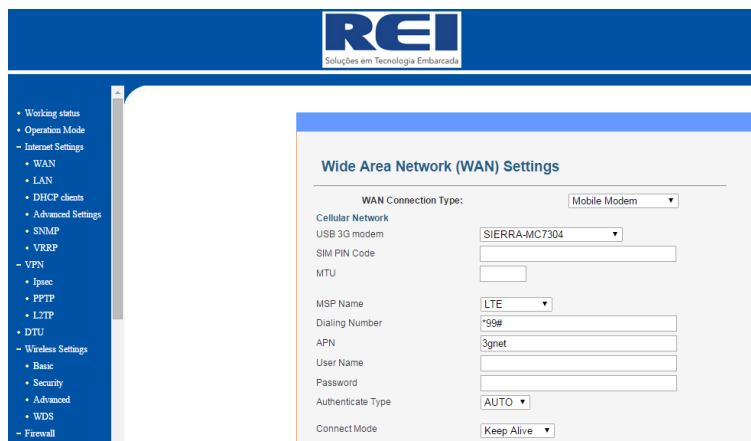 REI
Soluções em Tecnologia Embarcada
Working status
Operation Mode
Internet Settings
WAN
LAN
DHCP clients
Advanced Settings
SNMP
VRRP
VPN
Ipsec
PPTP
L2TP
DTU
Wireless Settings
Basic
Security
Advanced
WDS
Firewall
Wide Area Network (WAN) Settings
WAN Connection Type: Mobile Modem
Cellular Network
USB 3G modem SIERRA-MC7304
SIM PIN Code
MTU
MSP Name LTE
Dialing Number *99#
APN 3gnet
User Name
Password
Authenticate Type AUTO
Connect Mode Keep Alive